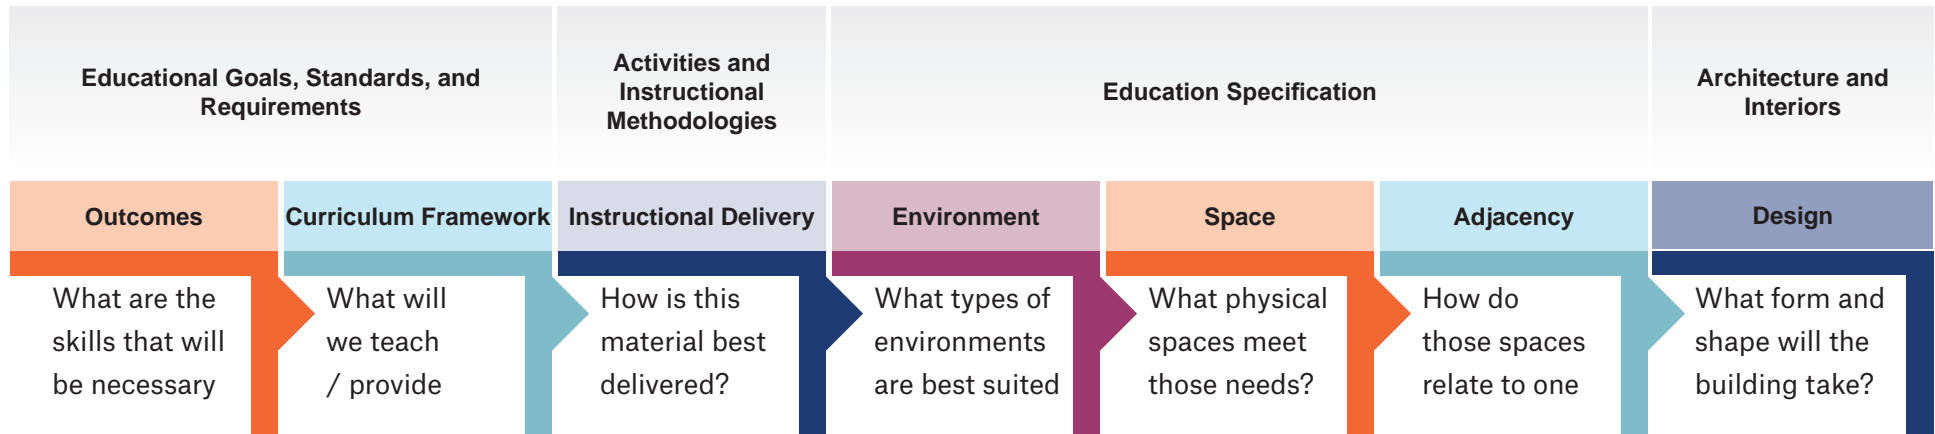 Educational Goals, Standards, and
Requirements
Activities and
Instructional
Methodologies
Education Specification
Architecture and
Interiors
Outcomes
Curriculum Framework
Instructional Delivery
Environment
Space
Adjacency
Design
What are the
skills that will
be necessary
What will
we teach
/ provide
How is this
material best
delivered?
What types of
environments
are best suited
What physical
spaces meet
those needs?
How do
those spaces
relate to one
What form and
shape will the
building take?